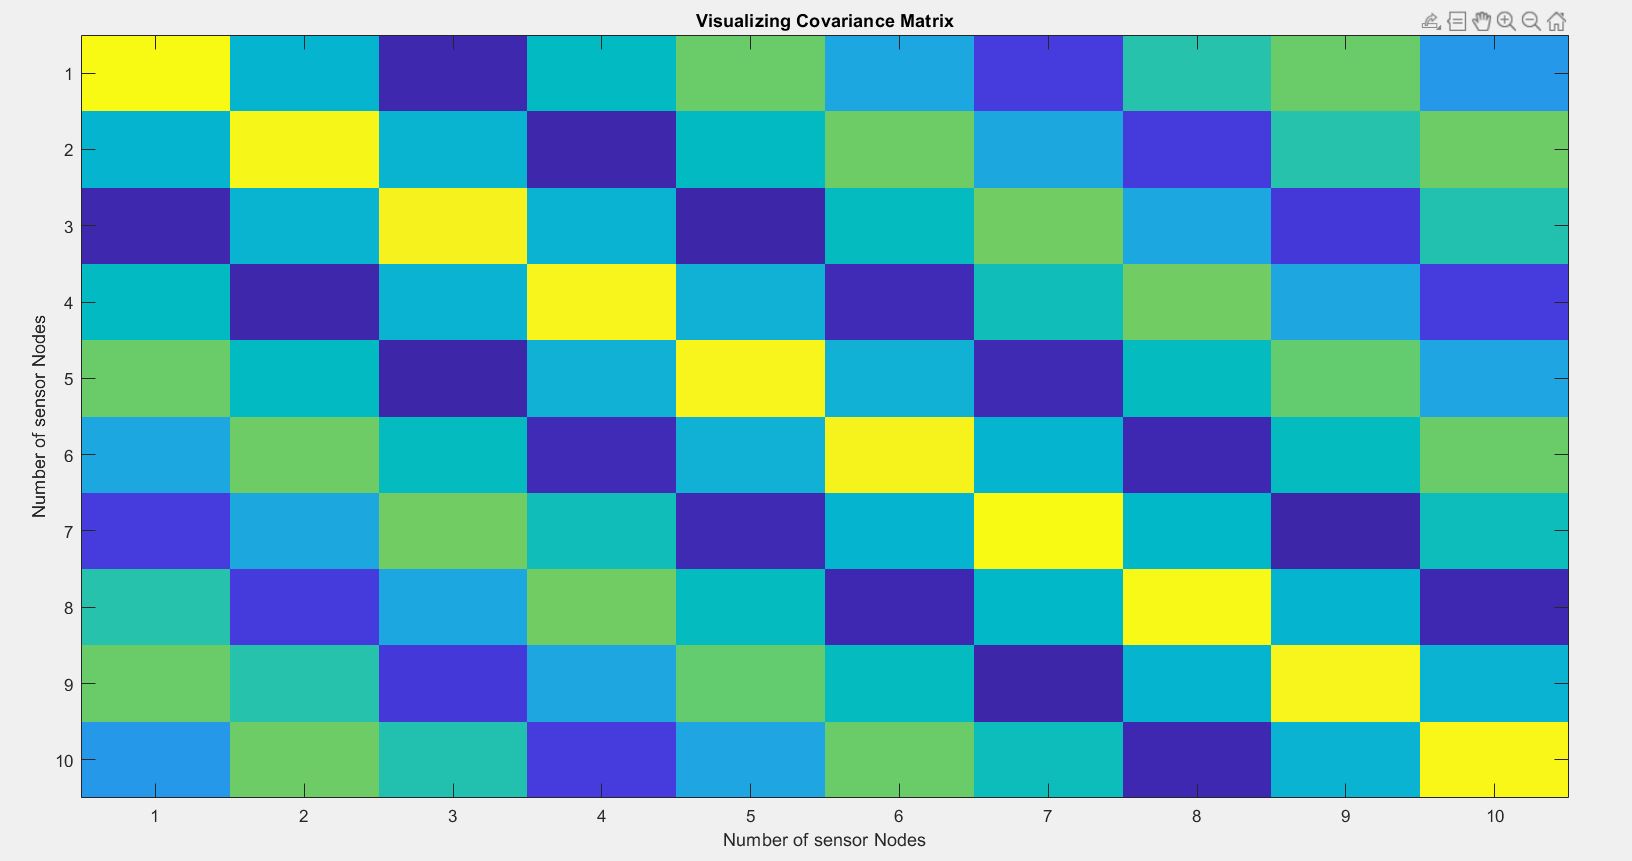 Visualizing Covariance Matrix
Number of sensor Nodes
1
2
3
4
5
6
7
8
9
10
1 2 3 4 5 6 7 8 9 10
Number of sensor Nodes